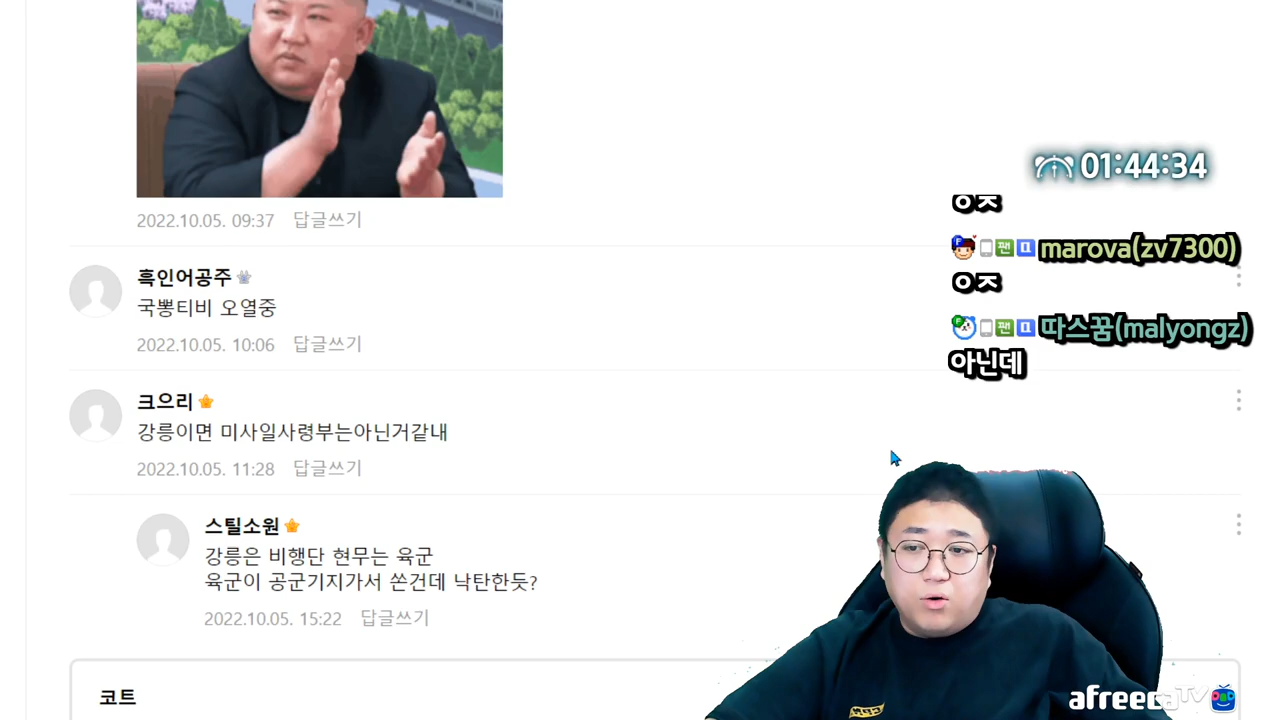 2022.10.05. 09:37 답글쓰기
흑인어공주
국뽕티비 오열중
2022.10.05. 10:06 답글쓰기
크으리
강릉이면 미사일사령부는아닌거같내
2022.10.05. 11:28 답글쓰기
스틸소원
강릉은 비행단 현무는 육군
육군이 공군기지가서 쏜건데 낙탄한듯?
2022.10.05. 15:22 답글쓰기
코트
01:44:34
ㅇㅈ
팬 marova(zv7300)
ㅇㅈ
팬 따스꿈(malyongz)
아닌데
afreecaTV